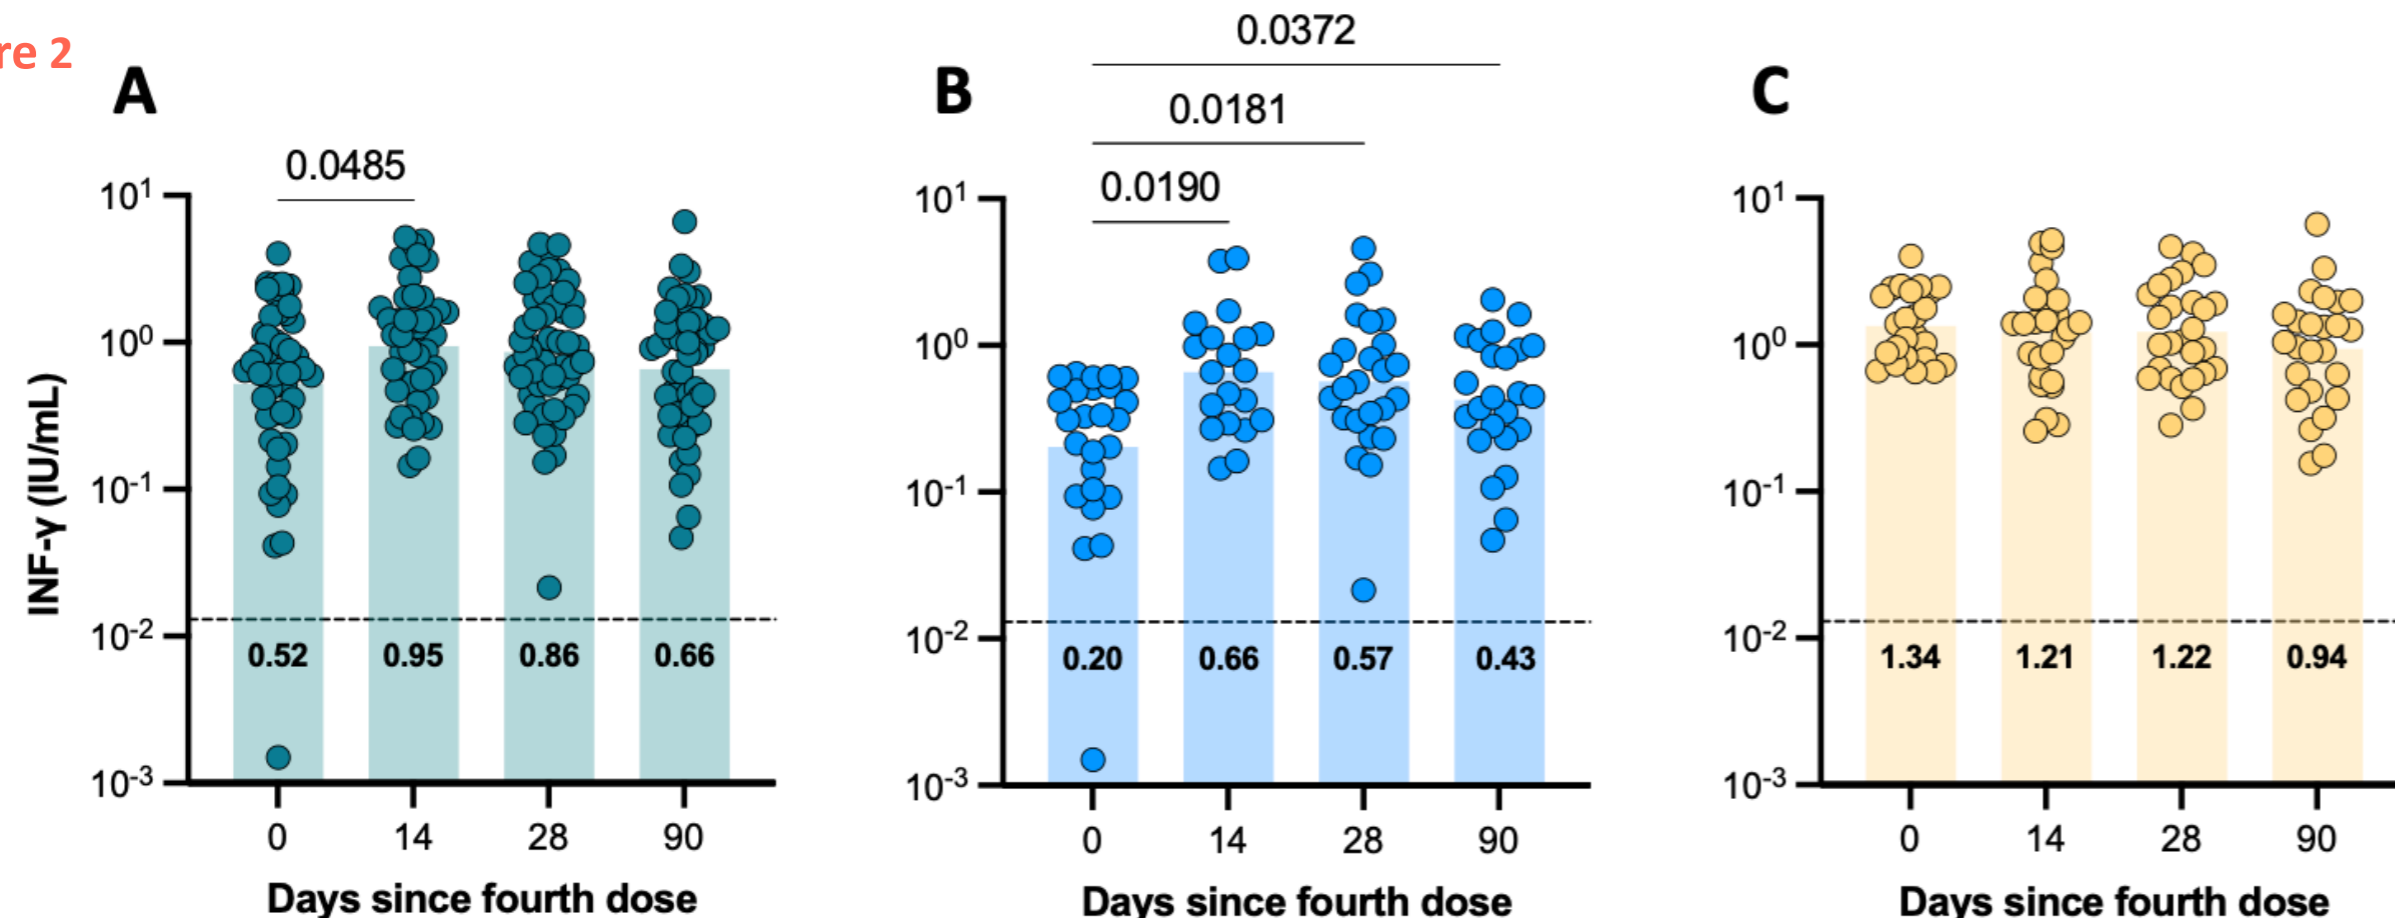 re 2
A
0.0485
INF-γ (IU/mL)
10¹
10⁰
10⁻¹
10⁻²
10⁻³
0.52 0.95 0.86 0.66
0 14 28 90
Days since fourth dose
B
0.0372
0.0181
0.0190
10¹
10⁰
10⁻¹
10⁻²
10⁻³
0.20 0.66 0.57 0.43
0 14 28 90
Days since fourth dose
C
10¹
10⁰
10⁻¹
10⁻²
10⁻³
1.34 1.21 1.22 0.94
0 14 28 90
Days since fourth dose